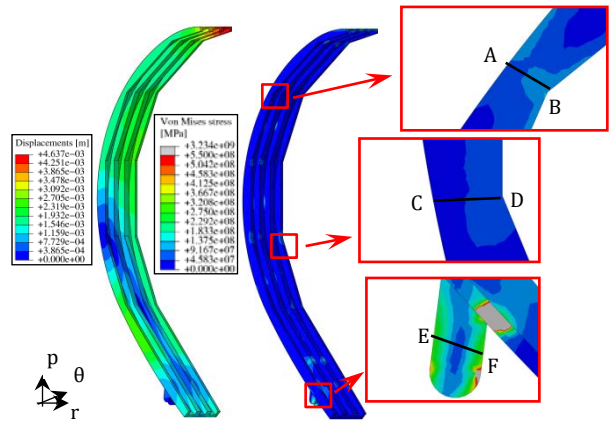 Displacements [m]
+4.637e-03
+4.251e-03
+3.865e-03
+3.478e-03
+3.092e-03
+2.705e-03
+2.319e-03
+1.932e-03
+1.546e-03
+1.159e-03
+7.729e-04
+3.865e-04
+0.000e+00
Von Mises stress
[MPa]
+3.234e+09
+5.500e+08
+5.042e+08
+4.583e+08
+4.125e+08
+3.667e+08
+3.208e+08
+2.750e+08
+2.292e+08
+1.833e+08
+1.375e+08
+9.167e+07
+4.583e+07
+0.000e+00
A
B
C
D
E
F
p
θ
r